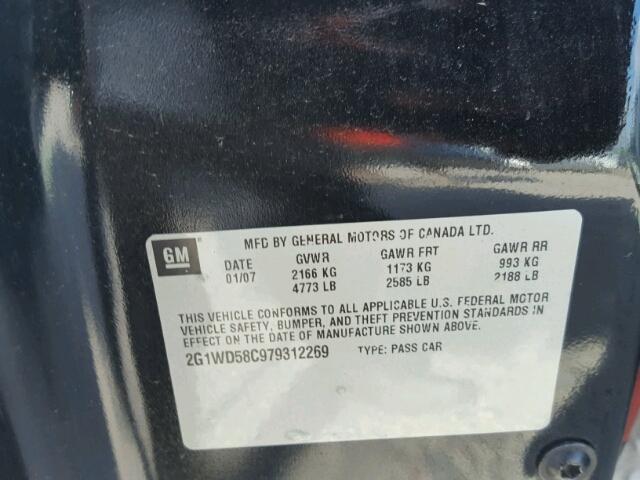 GM
MFD BY GENERAL MOTORS OF CANADA LTD.
DATE GVWR GAWR FRT GAWR RR
01/07 2166 KG 1173 KG 993 KG
4773 LB 2585 LB 2188 LB
THIS VEHICLE CONFORMS TO ALL APPLICABLE U.S. FEDERAL MOTOR
VEHICLE SAFETY, BUMPER, AND THEFT PREVENTION STANDARDS IN
EFFECT ON THE DATE OF MANUFACTURE SHOWN ABOVE.
2G1WD58C979312269 TYPE: PASS CAR